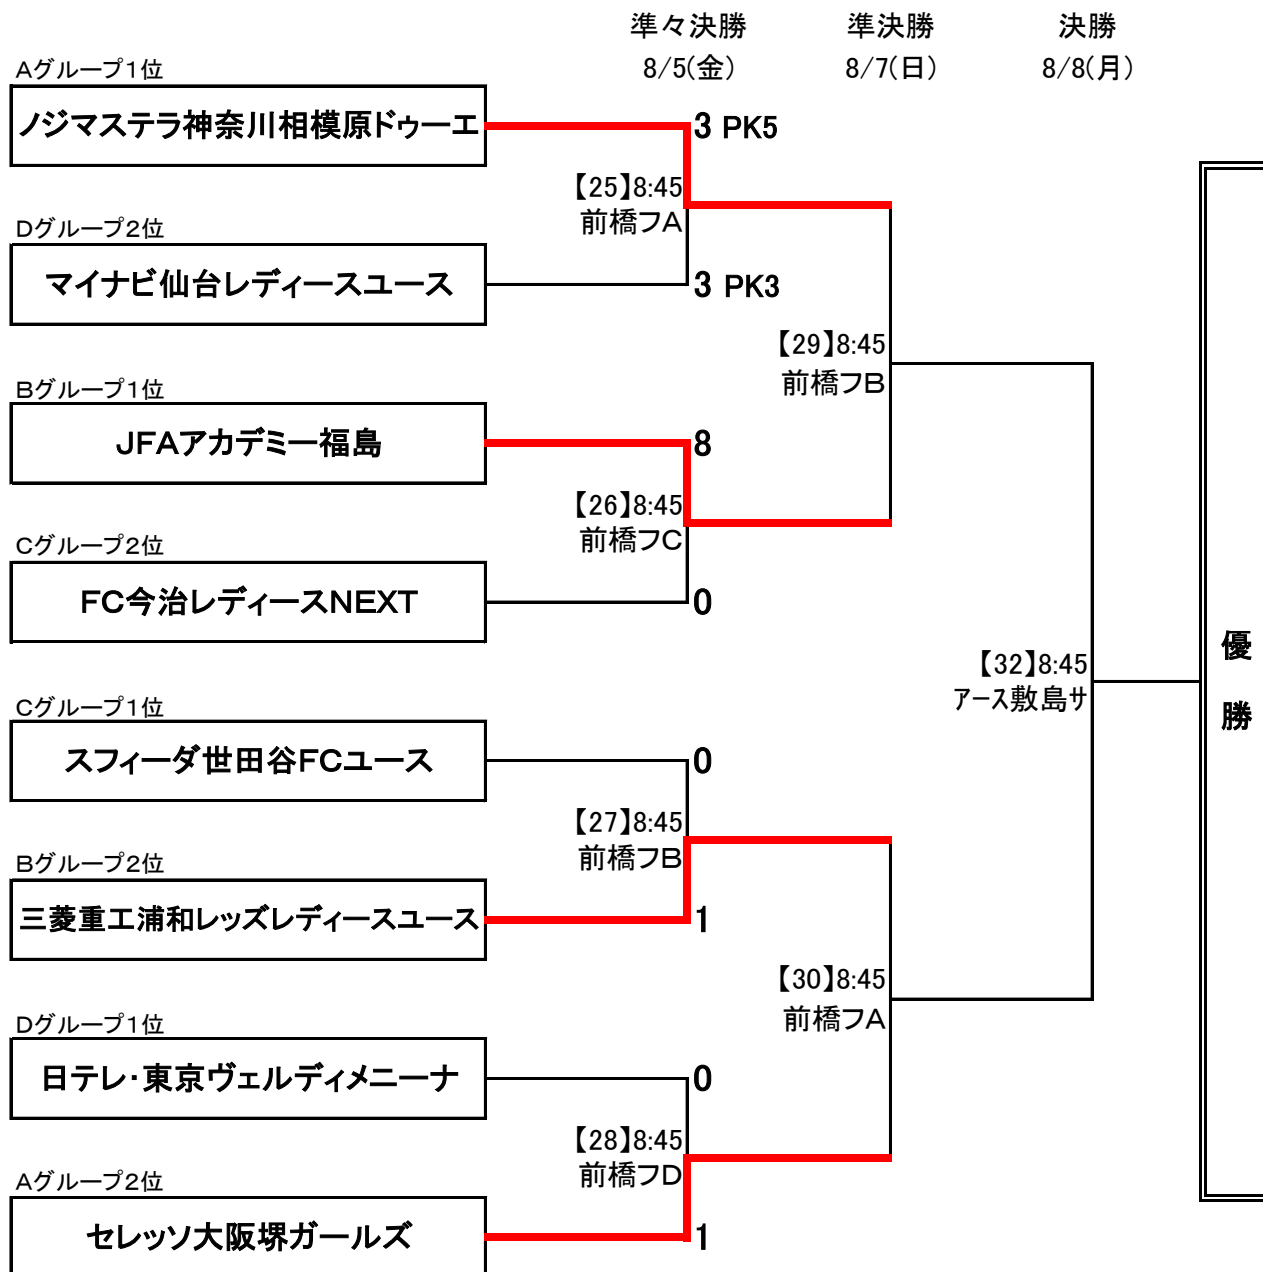 準々決勝 準決勝 決勝
8/5(金) 8/7(日) 8/8(月)
Aグループ1位
ノジマステラ神奈川相模原ドゥーエ
3 PK5
【25】8:45
前橋フA
Dグループ2位
マイナビ仙台レディースユース
3 PK3
【29】8:45
前橋フB
Bグループ1位
JFAアカデミー福島
8
【26】8:45
前橋フC
Cグループ2位
FC今治レディースNEXT
0
【32】8:45
アース敷島サ
優
勝
Cグループ1位
スフィーダ世田谷FCユース
0
【27】8:45
前橋フB
Bグループ2位
三菱重工浦和レッズレディースユース
1
【30】8:45
前橋フA
Dグループ1位
日テレ・東京ヴェルディメニーナ
0
【28】8:45
前橋フD
Aグループ2位
セレッソ大阪堺ガールズ
1